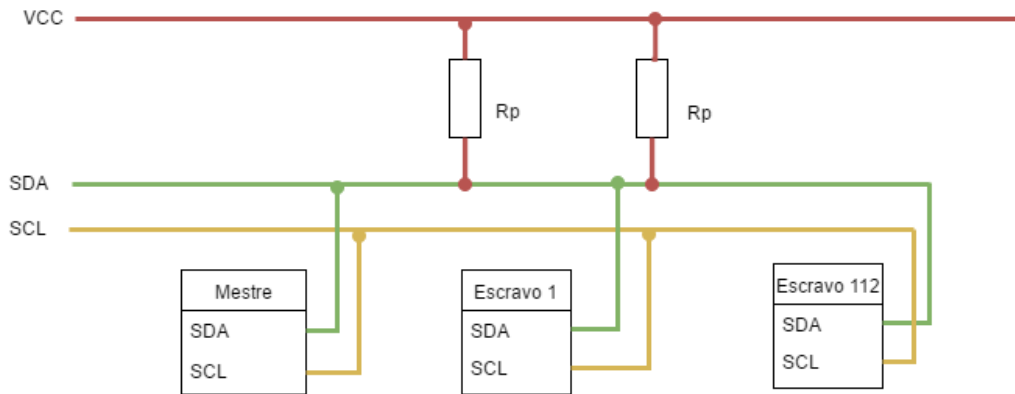 VCC
Rp
Rp
SDA
SCL
Mestre
SDA
SCL
Escravo 1
SDA
SCL
Escravo 112
SDA
SCL